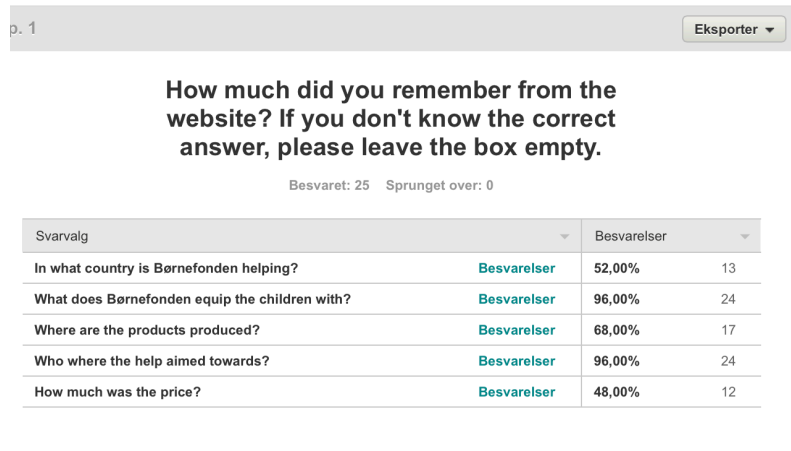 p. 1
Eksporter
How much did you remember from the
website? If you don't know the correct
answer, please leave the box empty.
Besvaret: 25 Sprunget over: 0
Svarvalg Besvarelser
In what country is Børnefonden helping? Besvarelser 52,00% 13
What does Børnefonden equip the children with? Besvarelser 96,00% 24
Where are the products produced? Besvarelser 68,00% 17
Who where the help aimed towards? Besvarelser 96,00% 24
How much was the price? Besvarelser 48,00% 12